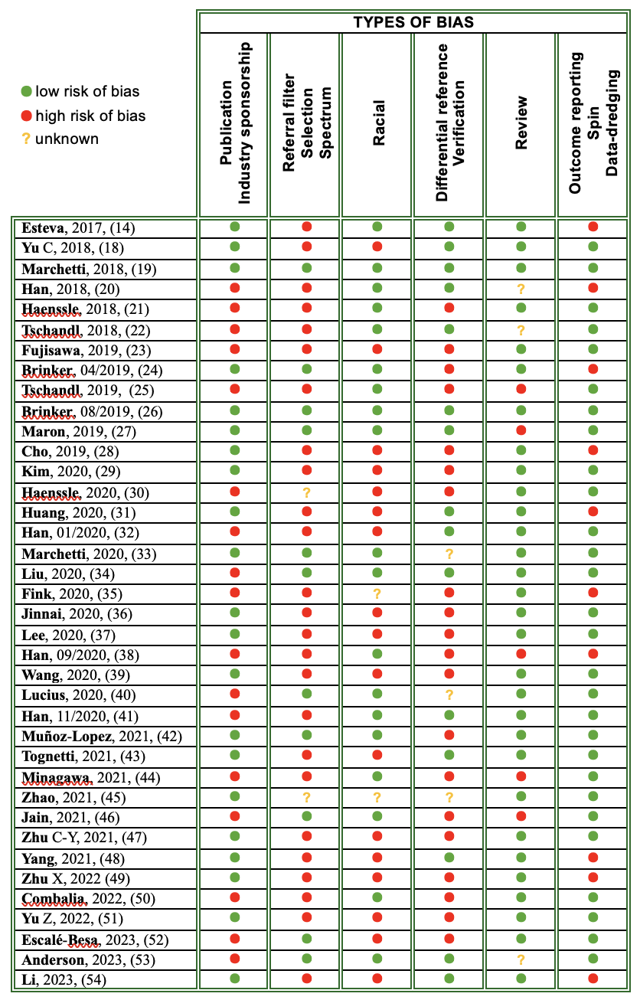 TYPES OF BIAS
low risk of bias
high risk of bias
? unknown
Publication
Industry sponsorship
Referral filter
Selection
Spectrum
Racial
Differential reference
Verification
Review
Outcome reporting
Spin
Data-dredging
Esteva, 2017, (14)
Yu C, 2018, (18)
Marchetti, 2018, (19)
Han, 2018, (20) ?
Haenssle, 2018, (21)
Tschandl, 2018, (22) ?
Fujisawa, 2019, (23)
Brinker, 04/2019, (24)
Tschandl, 2019, (25)
Brinker, 08/2019, (26)
Maron, 2019, (27)
Cho, 2019, (28)
Kim, 2020, (29)
Haenssle, 2020, (30) ?
Huang, 2020, (31)
Han, 01/2020, (32)
Marchetti, 2020, (33) ?
Liu, 2020, (34)
Fink, 2020, (35) ?
Jinnai, 2020, (36)
Lee, 2020, (37)
Han, 09/2020, (38)
Wang, 2020, (39)
Lucius, 2020, (40) ?
Han, 11/2020, (41)
Muñoz-Lopez, 2021, (42)
Tognetti, 2021, (43)
Minagawa, 2021, (44)
Zhao, 2021, (45) ? ? ?
Jain, 2021, (46)
Zhu C-Y, 2021, (47)
Yang, 2021, (48)
Zhu X, 2022 (49)
Combalia, 2022, (50)
Yu Z, 2022, (51)
Escalé-Besa, 2023, (52)
Anderson, 2023, (53) ?
Li, 2023, (54)